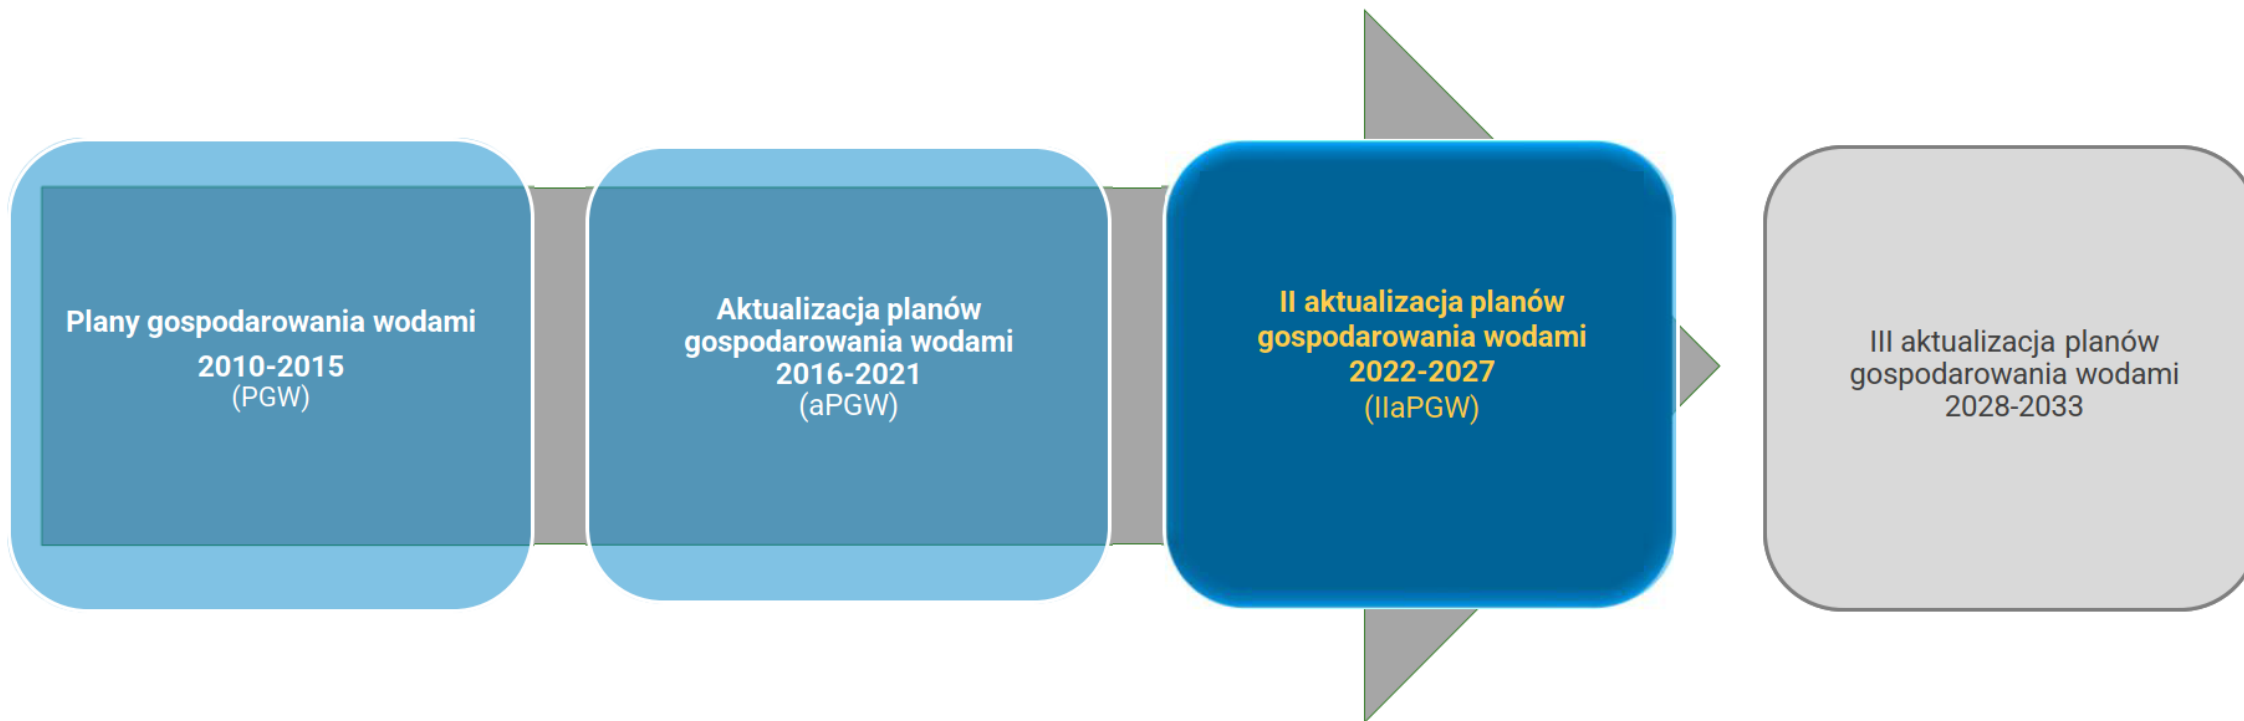 Plany gospodarowania wodami
2010-2015
(PGW)
Aktualizacja planów
gospodarowania wodami
2016-2021
(aPGW)
II aktualizacja planów
gospodarowania wodami
2022-2027
(IIaPGW)
III aktualizacja planów
gospodarowania wodami
2028-2033